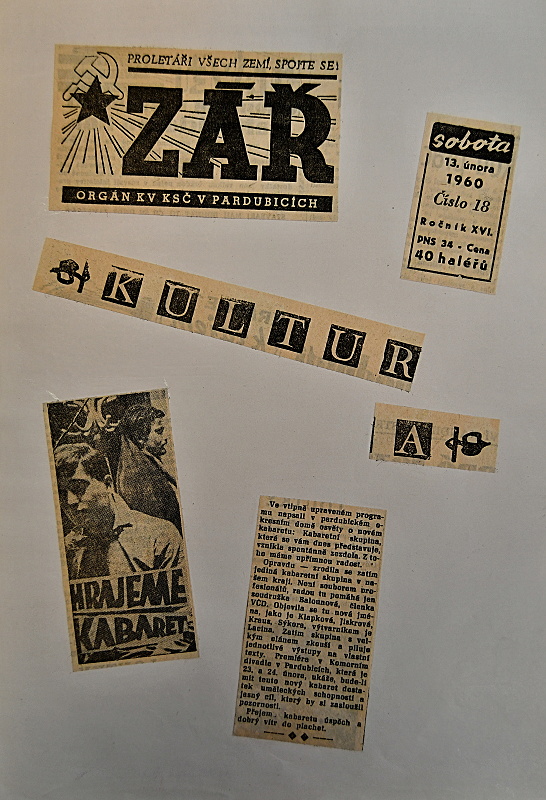 PROLETÁŘI VŠECH ZEMÍ, SPOJTE SE!
ZÁŘ
ORGÁN KV KSČ V PARDUBICÍCH
sobota
13. února
1960
Číslo 18
Ročník XVI.
PNS 34 - Cena
40 haléřů
KULTUR
A
HRAJEME
KABARET
Ve vtipně upraveném progra-
mu napsali v pardubickém o-
kresním domě osvěty o novém
kabaretu: Kabaretní skupina,
která se vám dnes představuje,
vznikla spontánně zezdola. Z to-
ho máme upřímnou radost.
Opravdu — zrodila se zatím
jediná kabaretní skupina v na-
šem kraji. Není souborem pro-
fesionálů, radou tu pomáhá jen
soudružka Balounová, členka
VČD. Objevila se tu nová jmé-
na, jako je Klapková, Jiskrová,
Kraus, Sýkora, výtvarníkem je
Lacina. Zatím skupina s vel-
kým elánem zkouší a piluje
jednotlivé výstupy na vlastní
texty. Premiéra v Komorním
divadle v Pardubicích, která je
23. a 24. února, ukáže, bude-li
mít tento nový kabaret dosta-
tek uměleckých schopností a
jasný cíl, který by si zasloužil
pozornosti.
Přejem kabaretu úspěch a
dobrý vítr do plachet.